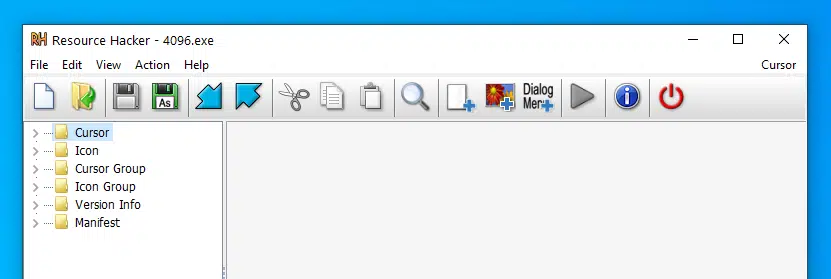 RH Resource Hacker - 4096.exe
File Edit View Action Help Cursor
As Dialog
Menu
Cursor
Icon
Cursor Group
Icon Group
Version Info
Manifest